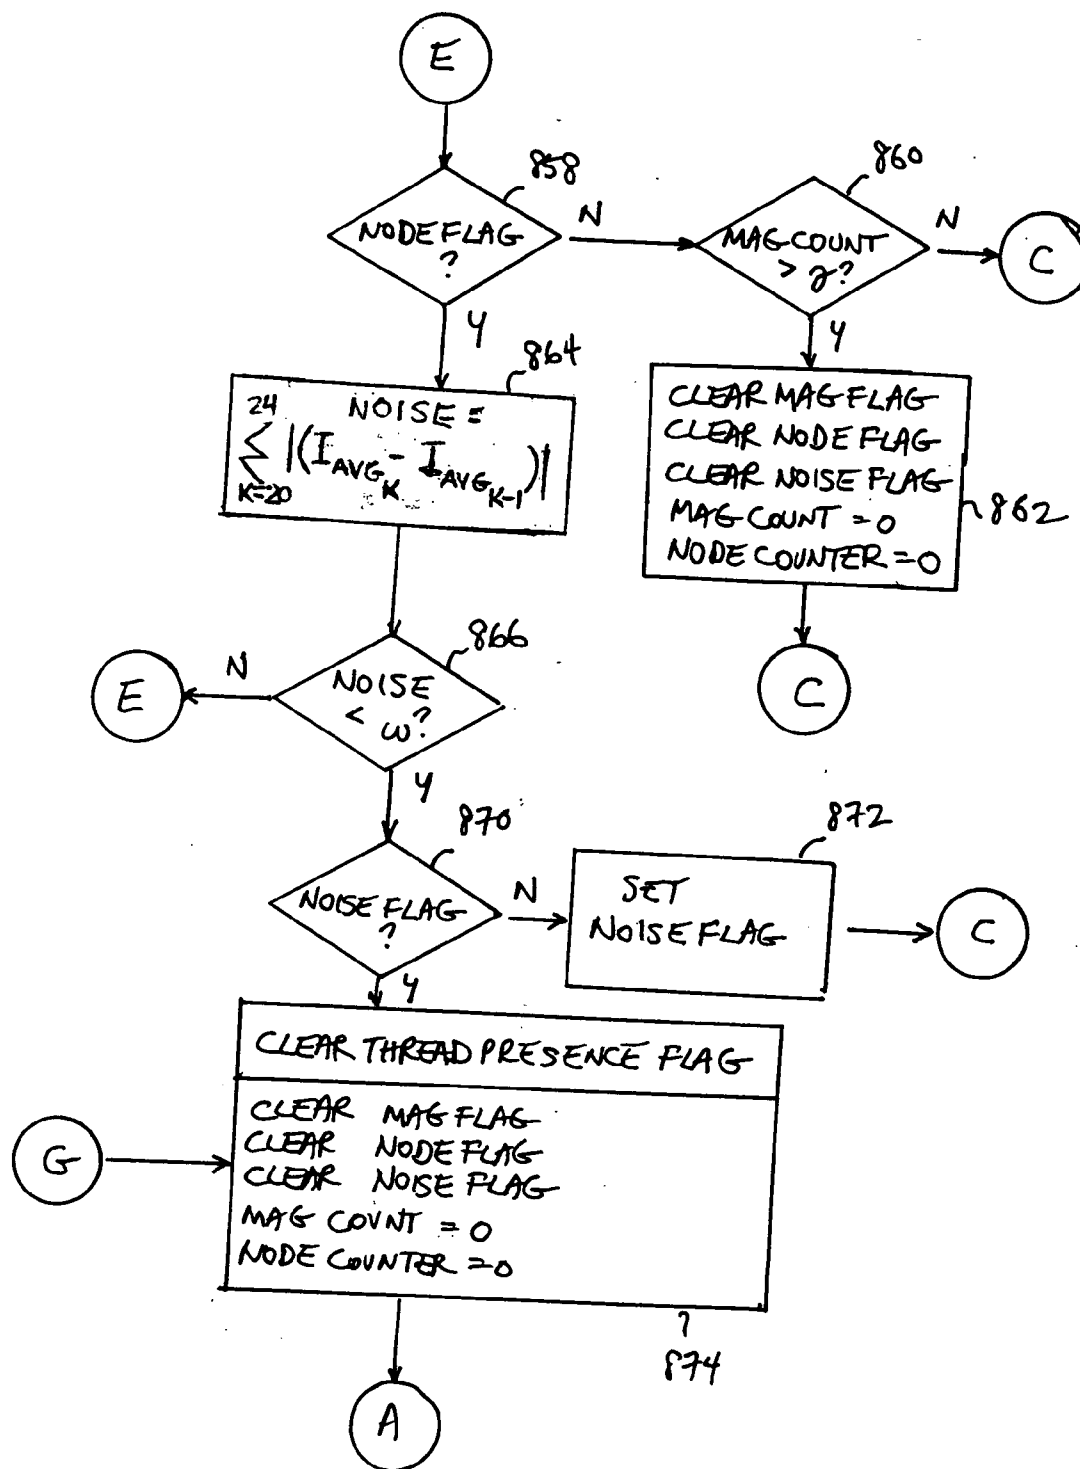 E
858
NODE FLAG
?
N
Y
860
MAG COUNT
> z?
N
C
Y
864
NOISE =
24
∑ |(I AVG K - I AVG K-1)|
K=20
CLEAR MAG FLAG
CLEAR NODE FLAG
CLEAR NOISE FLAG
MAG COUNT = 0
NODE COUNTER = 0
862
C
866
NOISE
< ω?
N
E
Y
870
NOISE FLAG
?
N
872
SET
NOISE FLAG
C
Y
CLEAR THREAD PRESENCE FLAG
CLEAR MAG FLAG
CLEAR NODE FLAG
CLEAR NOISE FLAG
MAG COUNT = 0
NODE COUNTER = 0
G
874
A